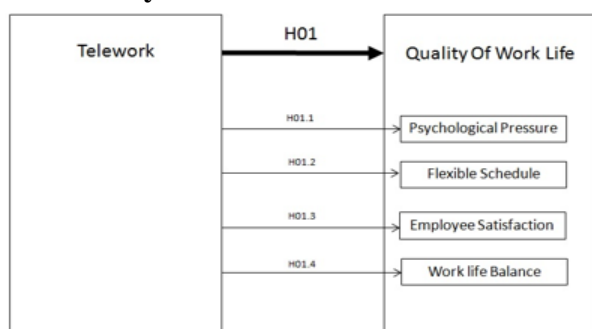 Telework
H01
Quality Of Work Life
H01.1
Psychological Pressure
H01.2
Flexible Schedule
H01.3
Employee Satisfaction
H01.4
Work life Balance